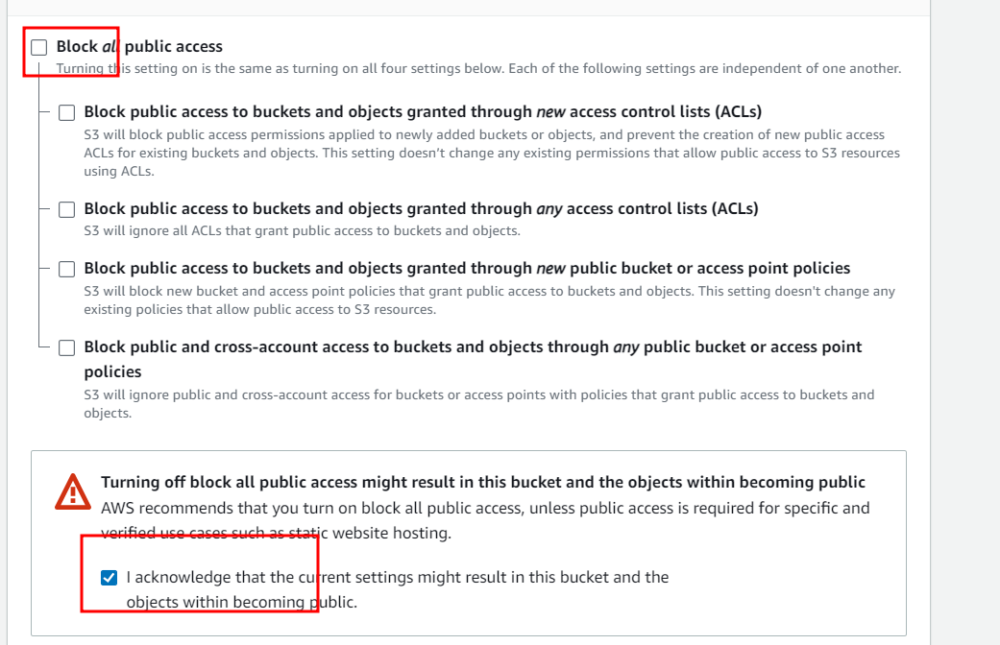 Block all public access
Turning this setting on is the same as turning on all four settings below. Each of the following settings are independent of one another.
Block public access to buckets and objects granted through new access control lists (ACLs)
S3 will block public access permissions applied to newly added buckets or objects, and prevent the creation of new public access
ACLs for existing buckets and objects. This setting doesn't change any existing permissions that allow public access to S3 resources
using ACLs.
Block public access to buckets and objects granted through any access control lists (ACLs)
S3 will ignore all ACLs that grant public access to buckets and objects.
Block public access to buckets and objects granted through new public bucket or access point policies
S3 will block new bucket and access point policies that grant public access to buckets and objects. This setting doesn't change any
existing policies that allow public access to S3 resources.
Block public and cross-account access to buckets and objects through any public bucket or access point
policies
S3 will ignore public and cross-account access for buckets or access points with policies that grant public access to buckets and
objects.
Turning off block all public access might result in this bucket and the objects within becoming public
AWS recommends that you turn on block all public access, unless public access is required for specific and
verified use cases such as static website hosting.
I acknowledge that the current settings might result in this bucket and the
objects within becoming public.